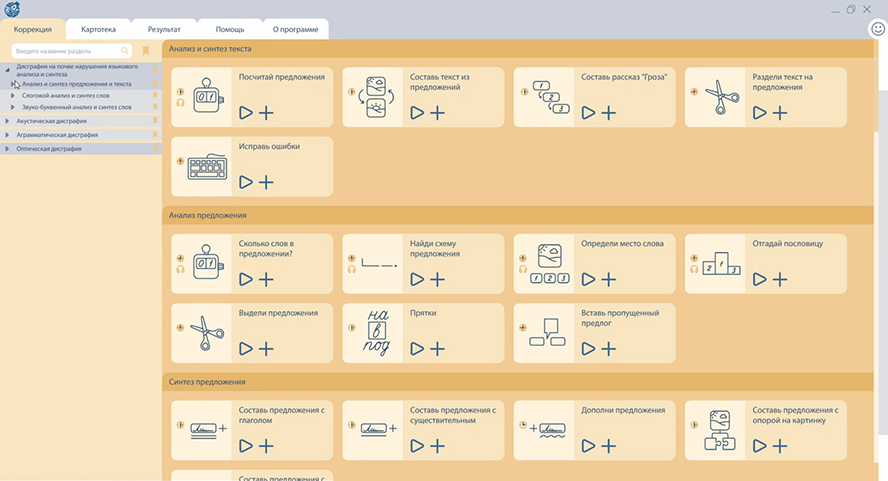 Коррекция
Картотека
Результат
Помощь
О программе
Введите название раздела
Дисграфия на почве нарушения языкового
анализа и синтеза
Анализ и синтез предложения и текста
Слоговой анализ и синтез слов
Звуко-буквенный анализ и синтез слов
Акустическая дисграфия
Аграмматическая дисграфия
Оптическая дисграфия
Анализ и синтез текста
0 1
Посчитай предложения
Составь текст из
предложений
1
2
3
Составь рассказ "Гроза"
Раздели текст на
предложения
Исправь ошибки
Анализ предложения
0 1
Сколько слов в
предложении?
Найди схему
предложения
1 2 3
Определи место слова
2 1 3
Отгадай пословицу
Выдели предложения
на
в
под
Прятки
Вставь пропущенный
предлог
Синтез предложения
Составь предложения с
глаголом
Составь предложения с
существительным
Дополни предложения
Составь предложения с
опорой на картинку
Составь предложения с